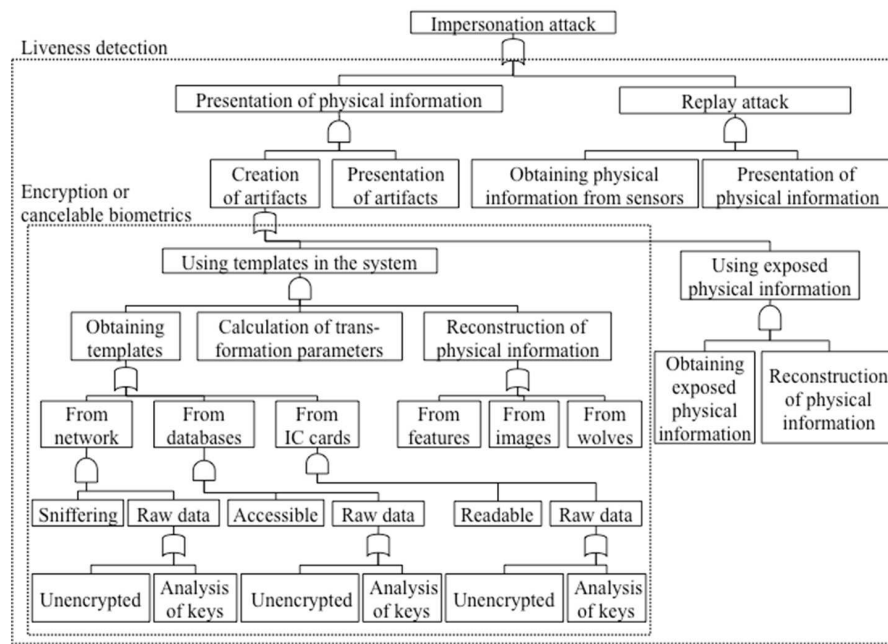 Impersonation attack
Liveness detection
Presentation of physical information
Replay attack
Creation
of artifacts
Presentation
of artifacts
Obtaining physical
information from sensors
Presentation of
physical information
Encryption or
cancelable biometrics
Using templates in the system
Using exposed
physical information
Obtaining
templates
Calculation of trans-
formation parameters
Reconstruction of
physical information
Obtaining
exposed
physical
information
Reconstruction
of physical
information
From
network
From
databases
From
IC cards
From
features
From
images
From
wolves
Sniffering
Raw data
Accessible
Raw data
Readable
Raw data
Unencrypted
Analysis
of keys
Unencrypted
Analysis
of keys
Unencrypted
Analysis
of keys